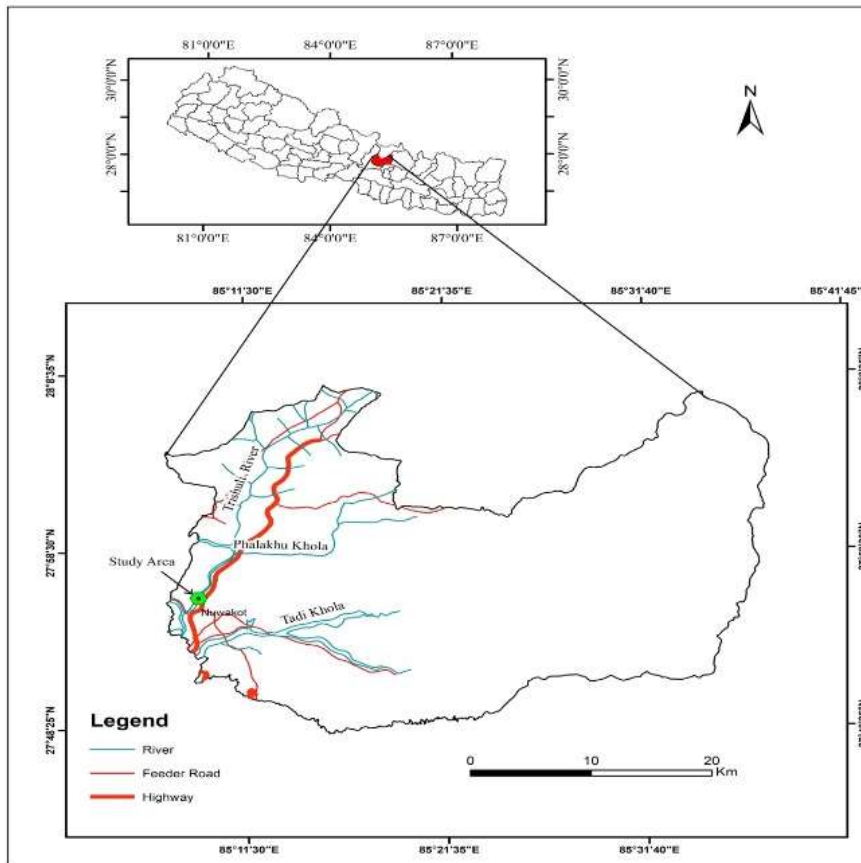 81°0'0"E 84°0'0"E 87°0'0"E
N
30°0'0"N 30°0'0"N
28°0'0"N 28°0'0"N
81°0'0"E 84°0'0"E 87°0'0"E
85°11'30"E 85°21'35"E 85°31'40"E 85°41'45"
28°8'35"N
Trishuli River
27°58'30"N
Phalakhu Khola
Study Area
Nuwakot
Tadi Khola
27°48'25"N
Legend
River
Feeder Road
Highway
0 10 20
Km
85°11'30"E 85°21'35"E 85°31'40"E